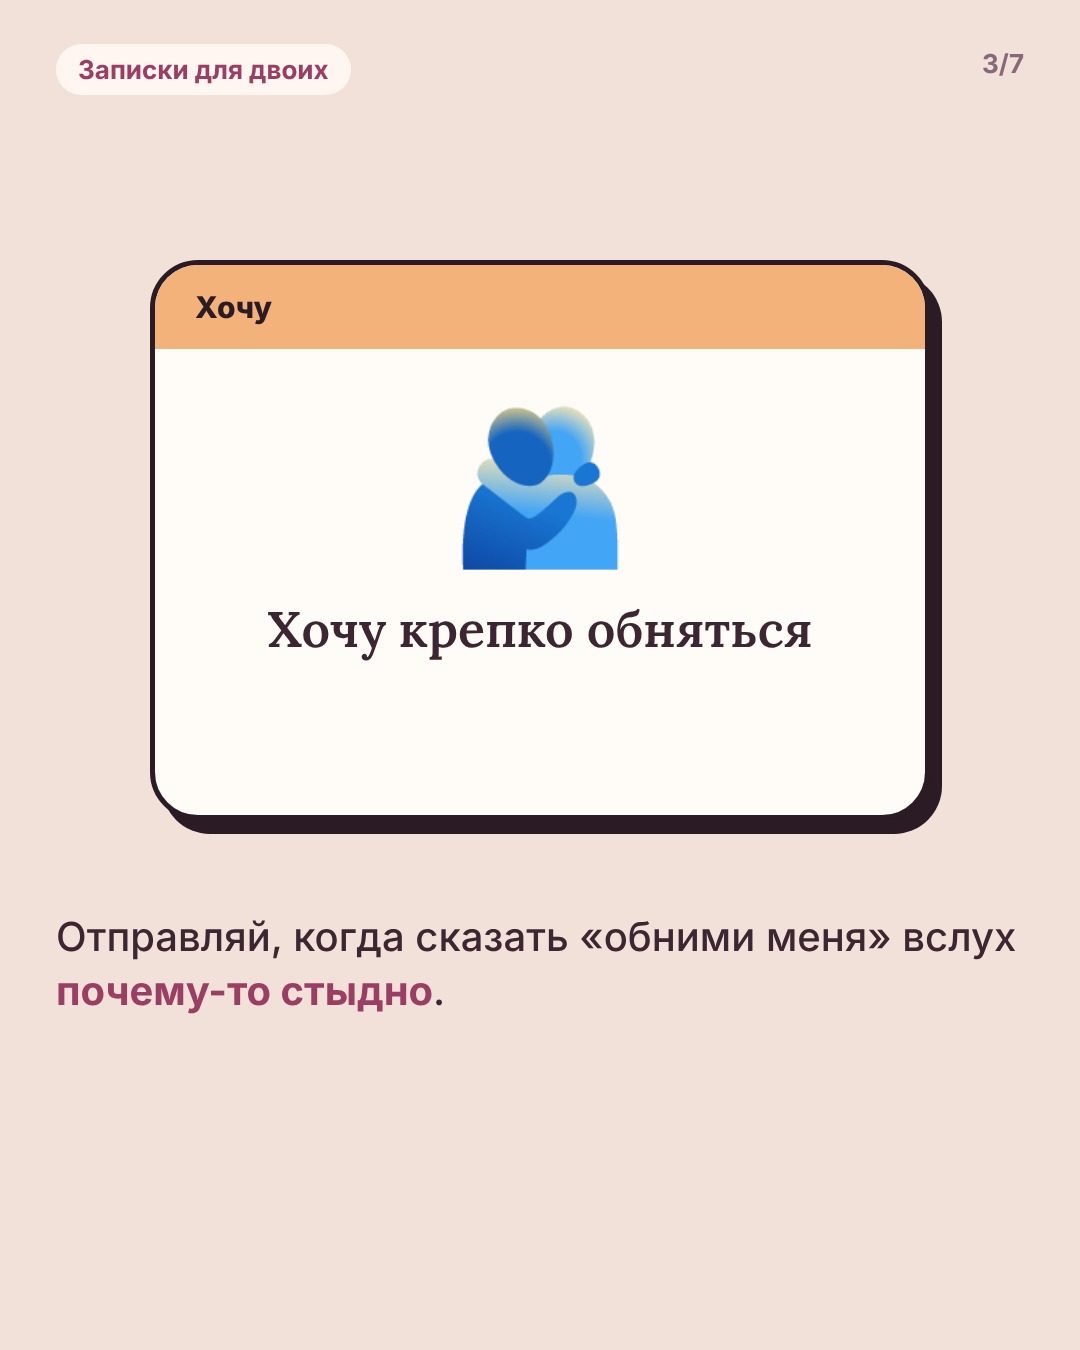 Записки для двоих
3/7
Хочу
Хочу крепко обняться
Отправляй, когда сказать «обними меня» вслух
почему-то стыдно.